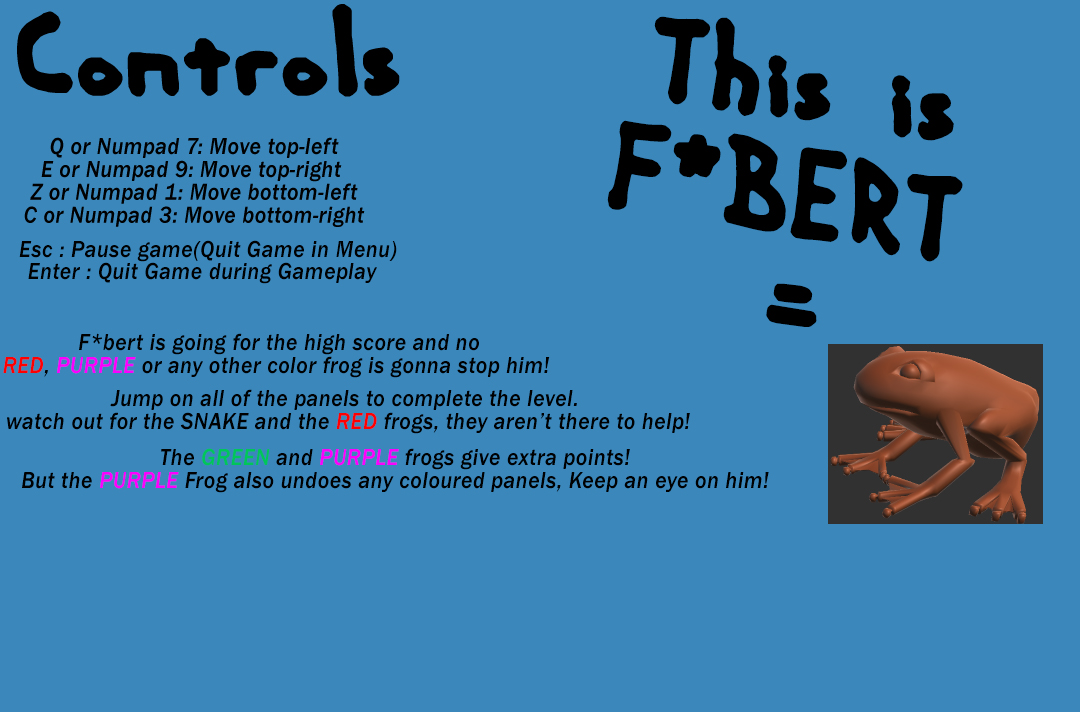 Controls
Q or Numpad 7: Move top-left
E or Numpad 9: Move top-right
Z or Numpad 1: Move bottom-left
C or Numpad 3: Move bottom-right
Esc : Pause game(Quit Game in Menu)
Enter : Quit Game during Gameplay
F*bert is going for the high score and no
RED, PURPLE or any other color frog is gonna stop him!
Jump on all of the panels to complete the level.
watch out for the SNAKE and the RED frogs, they aren’t there to help!
The GREEN and PURPLE frogs give extra points!
But the PURPLE Frog also undoes any coloured panels, Keep an eye on him!
This is
F*BERT
=